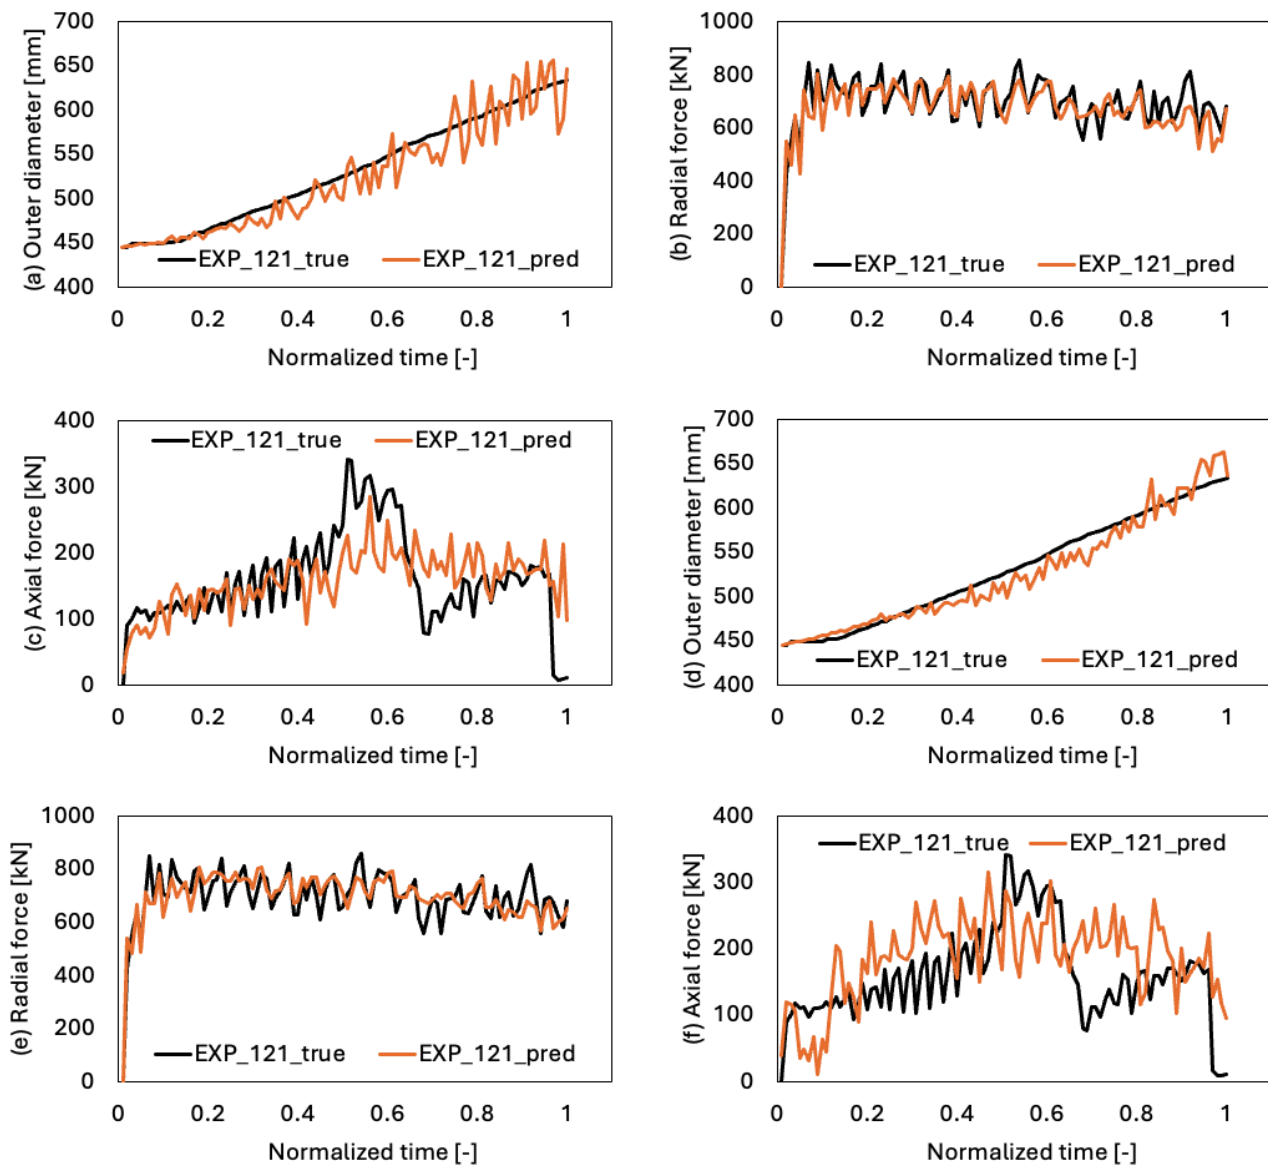 (a) Outer diameter [mm]
700
650
600
550
500
450
400
EXP_121_true
EXP_121_pred
0 0.2 0.4 0.6 0.8 1
Normalized time [-]
(b) Radial force [kN]
1000
800
600
400
200
0
EXP_121_true
EXP_121_pred
0 0.2 0.4 0.6 0.8 1
Normalized time [-]
(c) Axial force [kN]
400
300
200
100
0
EXP_121_true
EXP_121_pred
0 0.2 0.4 0.6 0.8 1
Normalized time [-]
(d) Outer diameter [mm]
700
650
600
550
500
450
400
EXP_121_true
EXP_121_pred
0 0.2 0.4 0.6 0.8 1
Normalized time [-]
(e) Radial force [kN]
1000
800
600
400
200
0
EXP_121_true
EXP_121_pred
0 0.2 0.4 0.6 0.8 1
Normalized time [-]
(f) Axial force [kN]
400
300
200
100
0
EXP_121_true
EXP_121_pred
0 0.2 0.4 0.6 0.8 1
Normalized time [-]